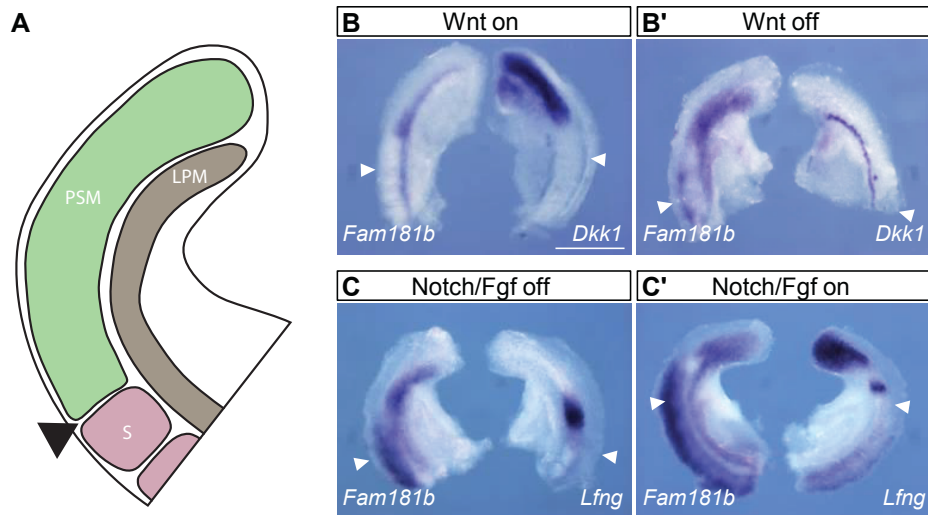 A
PSM
LPM
S
B
Wnt on
Fam181b
Dkk1
B'
Wnt off
Fam181b
Dkk1
C
Notch/Fgf off
Fam181b
Lfng
C'
Notch/Fgf on
Fam181b
Lfng